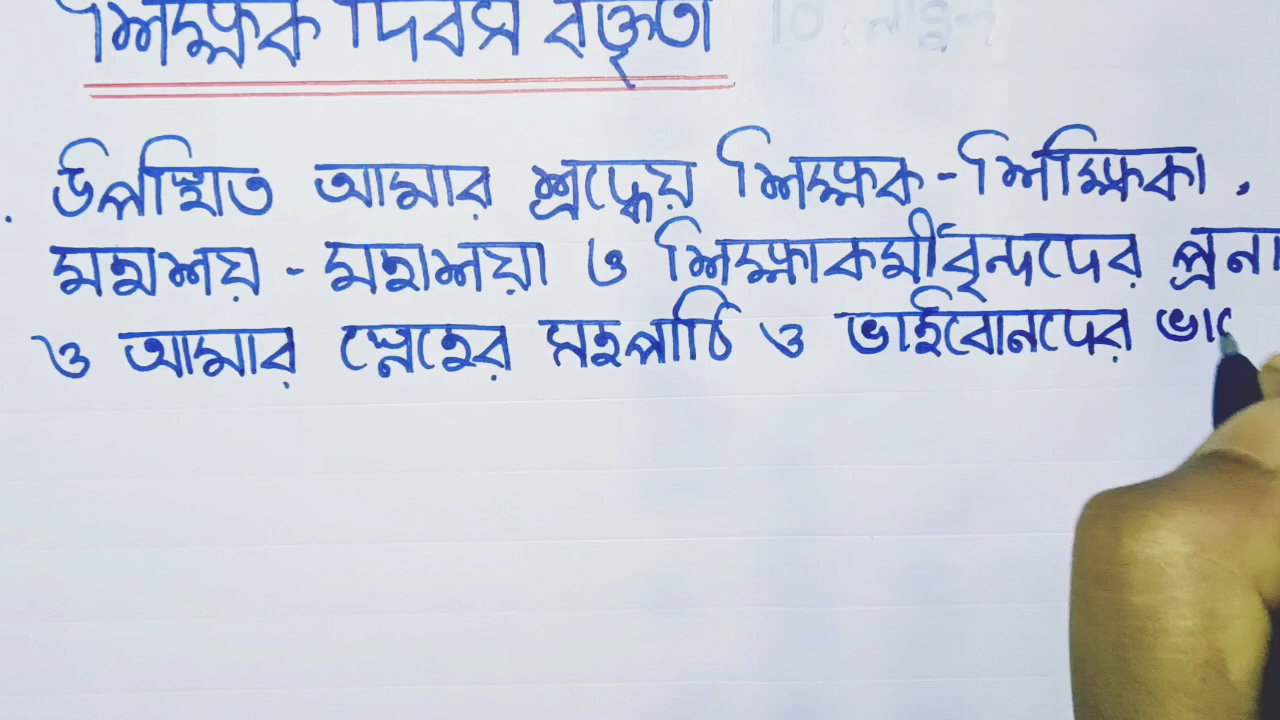 শিক্ষক দিবস বক্তৃতা
উপস্থিত আমার শ্রদ্ধেয় শিক্ষক - শিক্ষিকা ,
মহাশয় - মহাশয়া ও শিক্ষাকর্মীবৃন্দদের প্রনা
ও আমার স্নেহের সহপাঠি ও ভাইবোনদের ভা